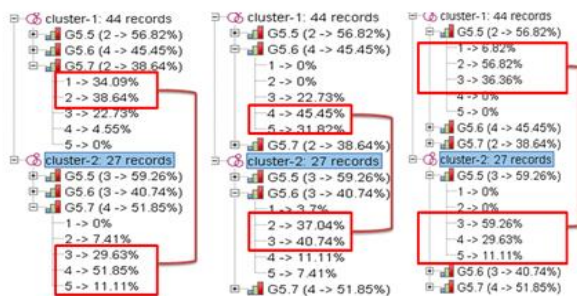 cluster-1: 44 records
G5.5 (2 -> 56.82%)
G5.6 (4 -> 45.45%)
G5.7 (2 -> 38.64%)
1 -> 34.09%
2 -> 38.64%
3 -> 22.73%
4 -> 4.55%
5 -> 0%
cluster-2: 27 records
G5.5 (3 -> 59.26%)
G5.6 (3 -> 40.74%)
G5.7 (4 -> 51.85%)
1 -> 0%
2 -> 7.41%
3 -> 29.63%
4 -> 51.85%
5 -> 11.11%
cluster-1: 44 records
G5.5 (2 -> 56.82%)
G5.6 (4 -> 45.45%)
1 -> 0%
2 -> 0%
3 -> 22.73%
4 -> 45.45%
5 -> 31.82%
G5.7 (2 -> 38.64%)
cluster-2: 27 records
G5.5 (3 -> 59.26%)
G5.6 (3 -> 40.74%)
1 -> 3.7%
2 -> 37.04%
3 -> 40.74%
4 -> 11.11%
5 -> 7.41%
G5.7 (4 -> 51.85%)
cluster-1: 44 records
G5.5 (2 -> 56.82%)
1 -> 6.82%
2 -> 56.82%
3 -> 36.36%
4 -> 0%
5 -> 0%
G5.6 (4 -> 45.45%)
G5.7 (2 -> 38.64%)
cluster-2: 27 records
G5.5 (3 -> 59.26%)
1 -> 0%
2 -> 0%
3 -> 59.26%
4 -> 29.63%
5 -> 11.11%
G5.6 (3 -> 40.74%)
G5.7 (4 -> 51.85%)